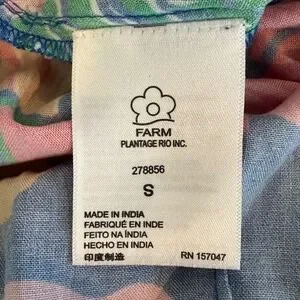 FARM
PLANTAGE RIO INC.
278856
S
MADE IN INDIA
FABRIQUÉ EN INDE
FEITO NA ÍNDIA
HECHO EN INDIA
印度制造
RN 157047